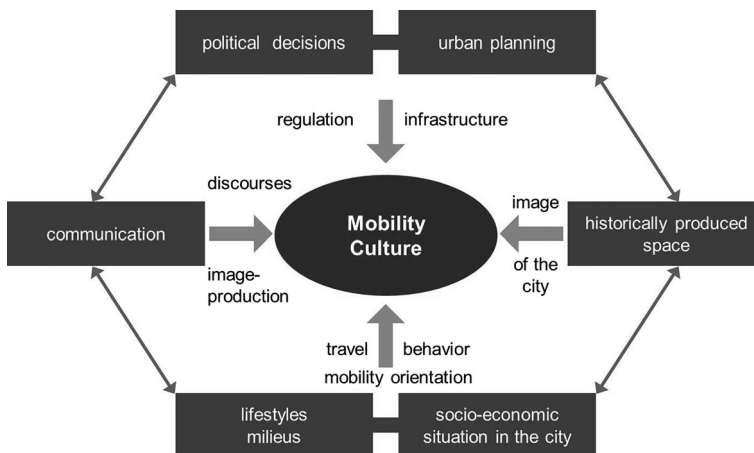 political decisions
urban planning
regulation
infrastructure
discourses
image
communication
Mobility
Culture
historically produced
space
image-
production
of the
city
travel
behavior
mobility orientation
lifestyles
milieus
socio-economic
situation in the city